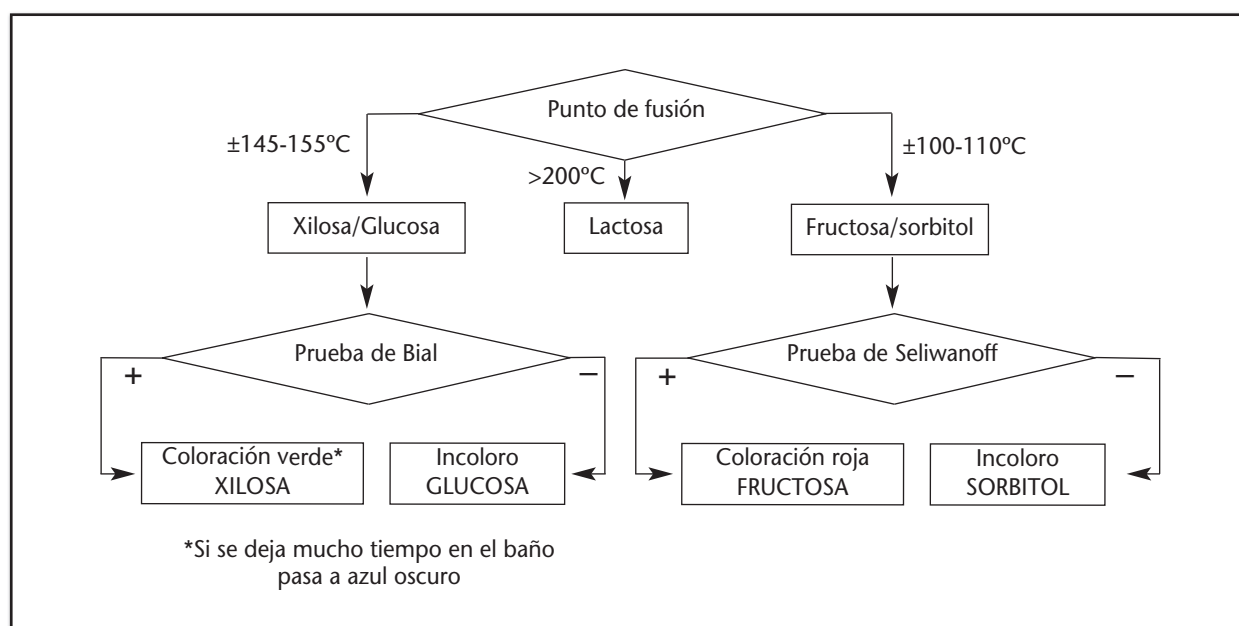 Punto de fusión
±145-155ºC
>200ºC
±100-110ºC
Xilosa/Glucosa
Lactosa
Fructosa/sorbitol
Prueba de Bial
+
−
Prueba de Seliwanoff
+
−
Coloración verde*
XILOSA
Incoloro
GLUCOSA
Coloración roja
FRUCTOSA
Incoloro
SORBITOL
*Si se deja mucho tiempo en el baño
pasa a azul oscuro